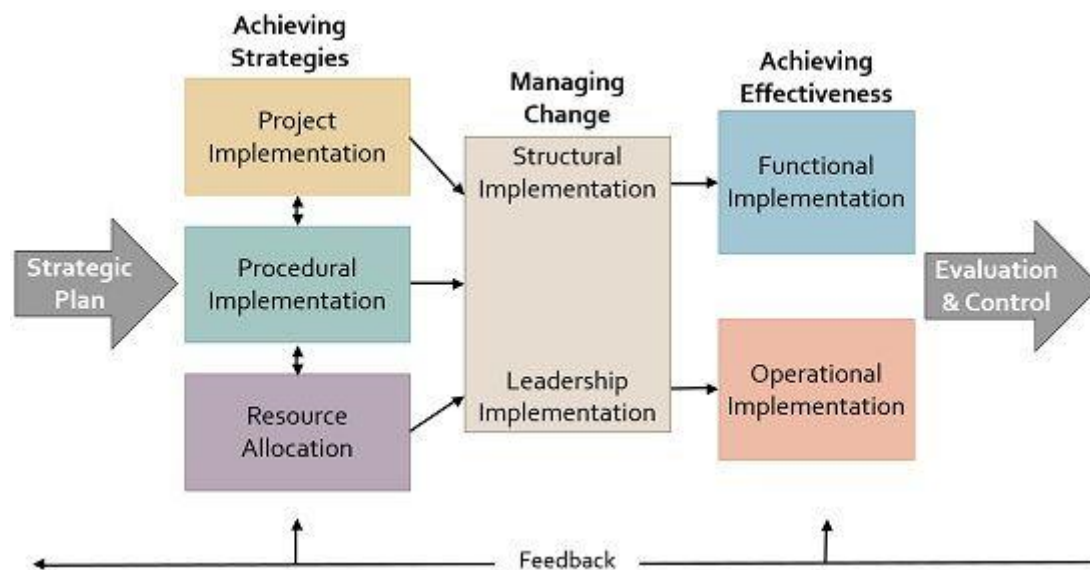 Achieving
Strategies
Project
Implementation
Procedural
Implementation
Resource
Allocation
Strategic
Plan
Managing
Change
Structural
Implementation
Leadership
Implementation
Achieving
Effectiveness
Functional
Implementation
Operational
Implementation
Evaluation
& Control
Feedback